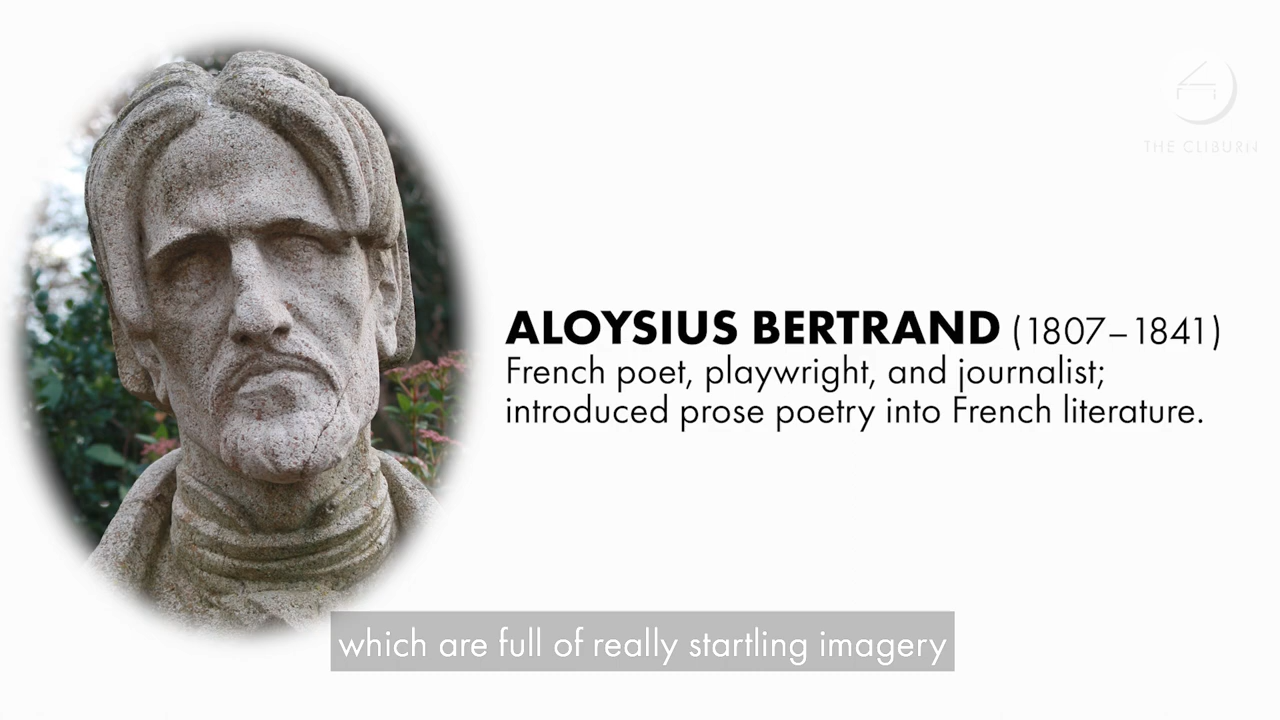 THE CLIBURN
ALOYSIUS BERTRAND (1807–1841)
French poet, playwright, and journalist;
introduced prose poetry into French literature.
which are full of really startling imagery